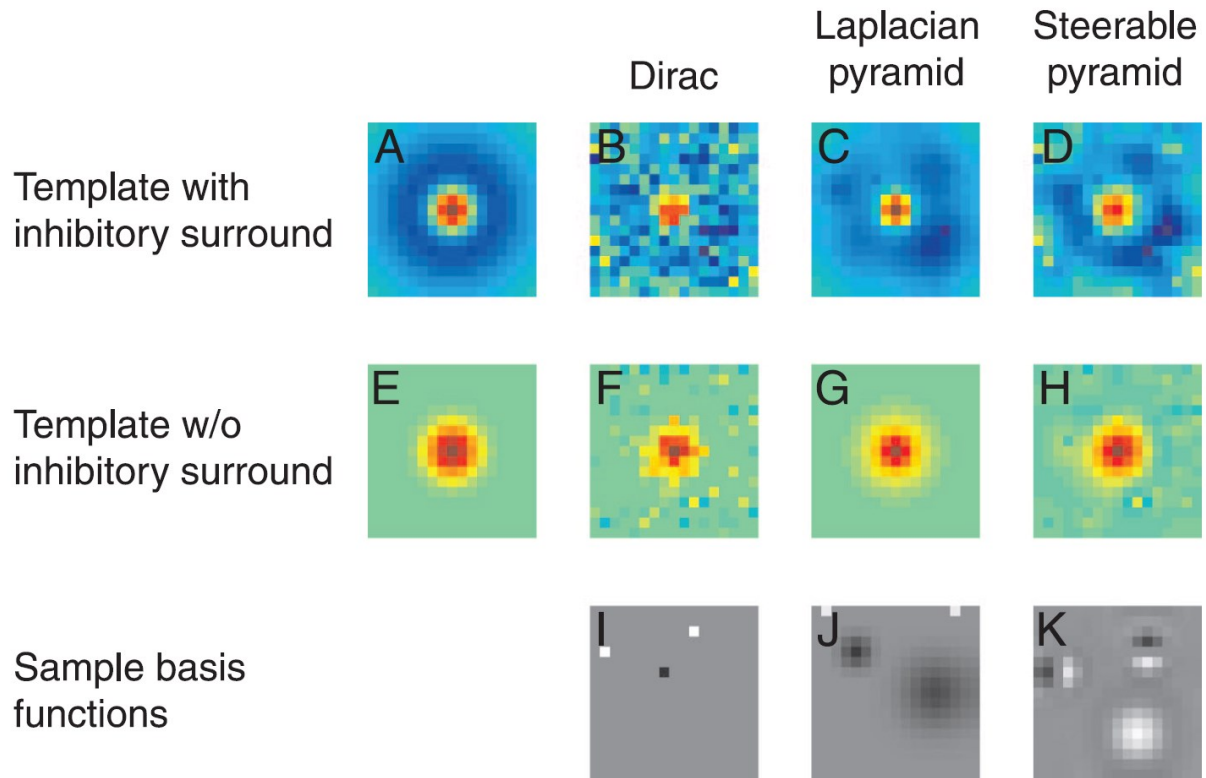 Dirac
Laplacian
pyramid
Steerable
pyramid
Template with
inhibitory surround
A
B
C
D
Template w/o
inhibitory surround
E
F
G
H
Sample basis
functions
I
J
K